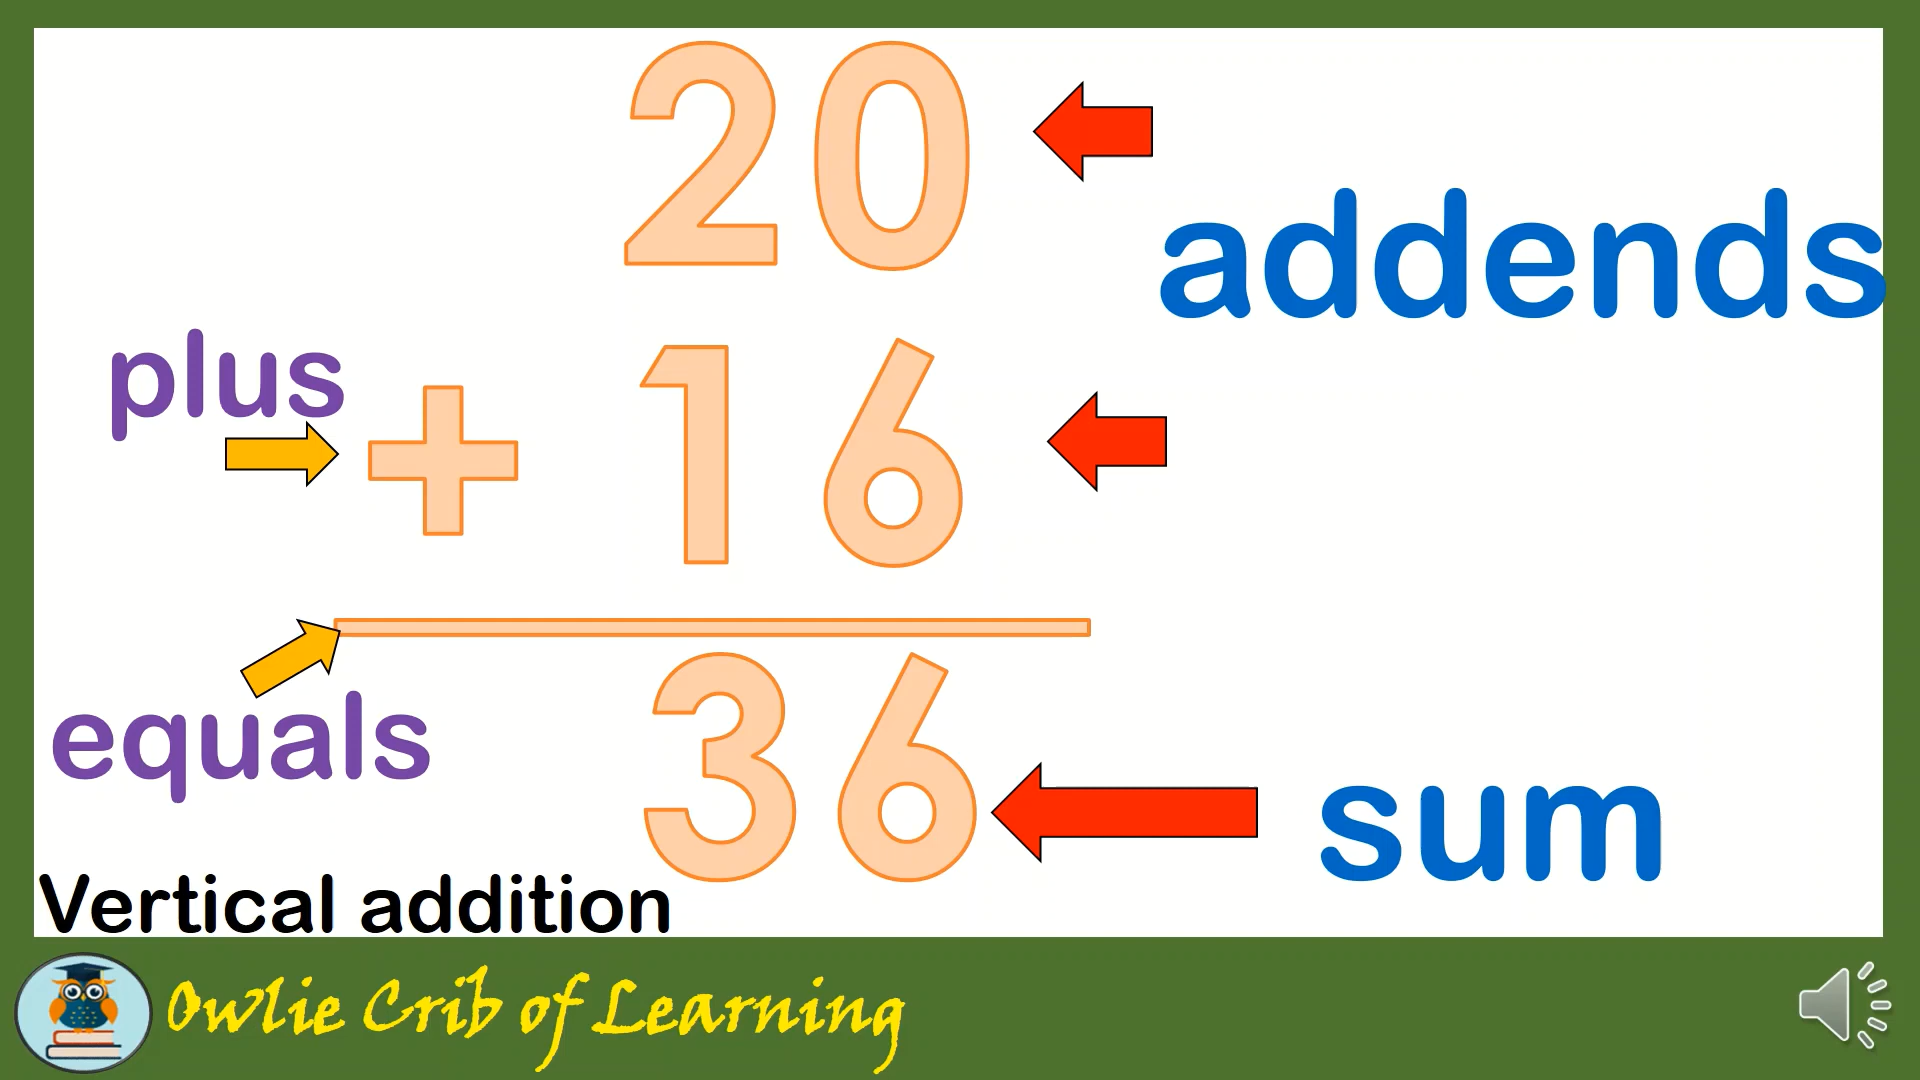 20
addends
plus
+ 16
equals
36
sum
Vertical addition
Owlie Crib of Learning